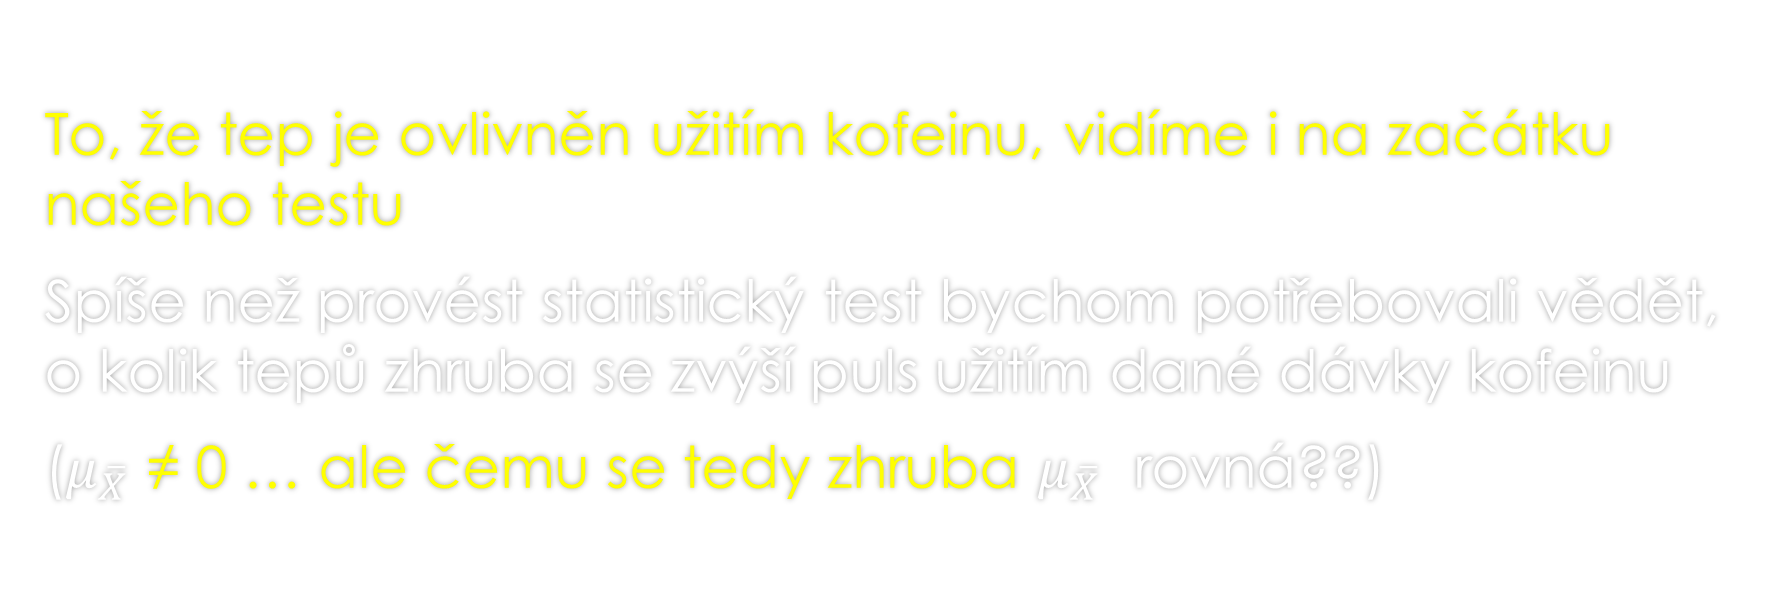 To, že tep je ovlivněn užitím kofeinu, vidíme i na začátku
našeho testu
Spíše než provést statistický test bychom potřebovali vědět,
o kolik tepů zhruba se zvýší puls užitím dané dávky kofeinu
(μ_X̄ ≠ 0 … ale čemu se tedy zhruba μ_X̄ rovná??)